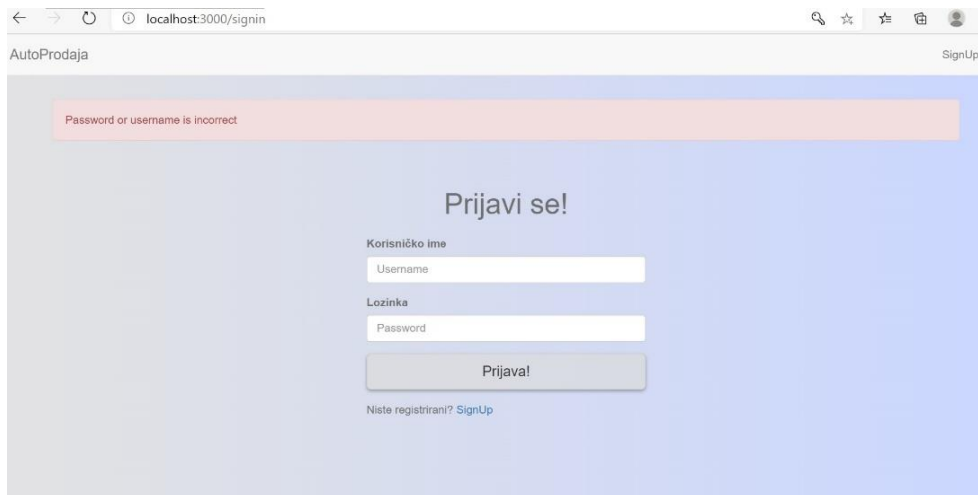 localhost:3000/signin
AutoProdaja SignUp
Password or username is incorrect
Prijavi se!
Korisničko ime
Username
Lozinka
Password
Prijava!
Niste registrirani? SignUp